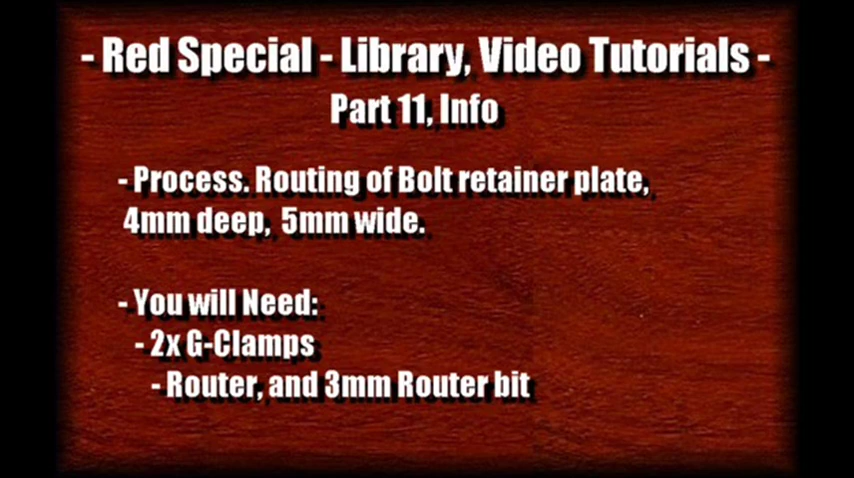 - Red Special - Library, Video Tutorials -
Part 11, Info
- Process. Routing of Bolt retainer plate,
4mm deep, 5mm wide.
- You will Need:
- 2x G-Clamps
- Router, and 3mm Router bit